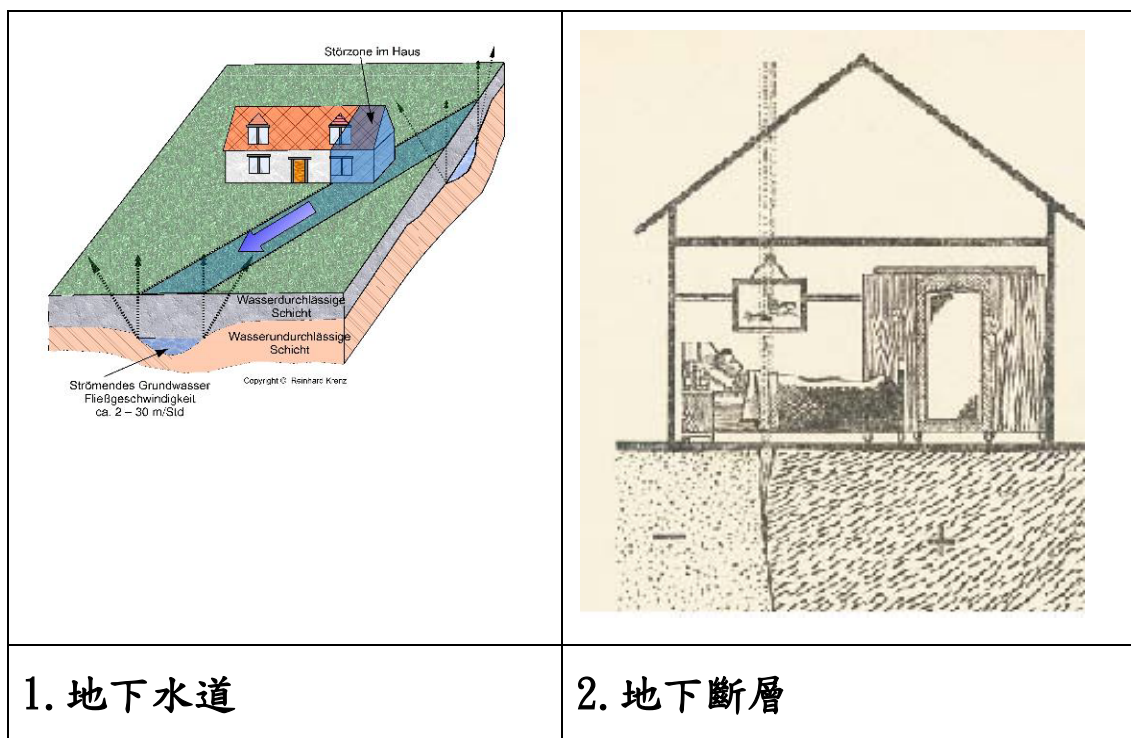 Störzone im Haus
Wasserdurchlässige
Schicht
Wasserundurchlässige
Schicht
Strömendes Grundwasser
Fließgeschwindigkeit
ca. 2 – 30 m/Std
Copyright © Reinhard Krenz
− +
1.地下水道
2.地下斷層